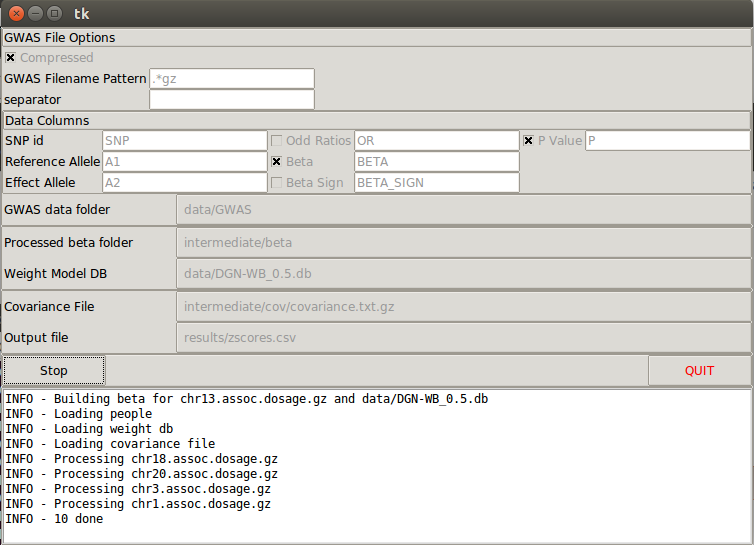 tk
GWAS File Options
Compressed
GWAS Filename Pattern .*gz
separator
Data Columns
SNP id SNP Odd Ratios OR P Value P
Reference Allele A1 Beta BETA
Effect Allele A2 Beta Sign BETA_SIGN
GWAS data folder data/GWAS
Processed beta folder intermediate/beta
Weight Model DB data/DGN-WB_0.5.db
Covariance File intermediate/cov/covariance.txt.gz
Output file results/zscores.csv
Stop QUIT
INFO - Building beta for chr13.assoc.dosage.gz and data/DGN-WB_0.5.db
INFO - Loading people
INFO - Loading weight db
INFO - Loading covariance file
INFO - Processing chr18.assoc.dosage.gz
INFO - Processing chr20.assoc.dosage.gz
INFO - Processing chr3.assoc.dosage.gz
INFO - Processing chr1.assoc.dosage.gz
INFO - 10 done